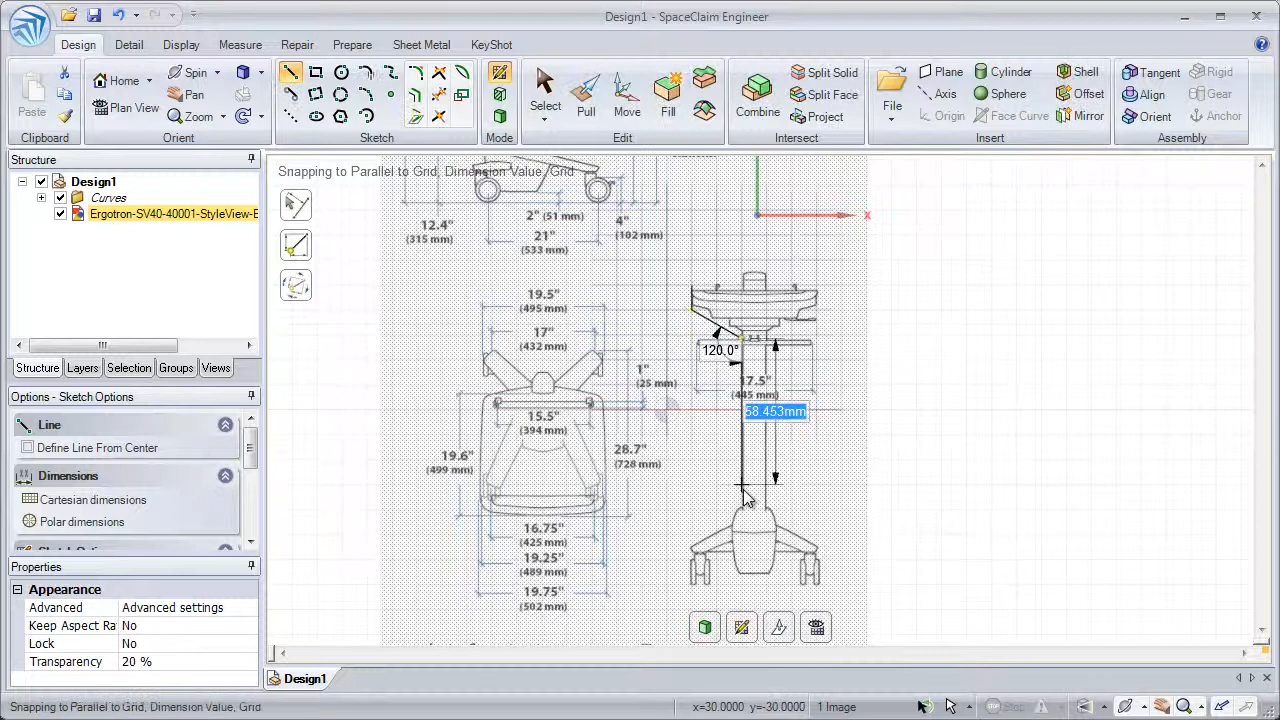 Design1 - SpaceClaim Engineer
Design
Detail
Display
Measure
Repair
Prepare
Sheet Metal
KeyShot
Paste
Home
Spin
Pan
Plan View
Zoom
Select
Pull
Move
Fill
Combine
Split Solid
Split Face
Project
File
Plane
Axis
Origin
Cylinder
Sphere
Face Curve
Shell
Offset
Mirror
Tangent
Align
Orient
Rigid
Gear
Anchor
Clipboard
Orient
Sketch
Mode
Edit
Intersect
Insert
Assembly
Structure
Design1
Curves
Ergotron-SV40-40001-StyleView-E
Structure
Layers
Selection
Groups
Views
Options - Sketch Options
Line
Define Line From Center
Dimensions
Cartesian dimensions
Polar dimensions
Properties
Appearance
Advanced Advanced settings
Keep Aspect Ra No
Lock No
Transparency 20 %
Snapping to Parallel to Grid, Dimension Value, Grid
12.4"
(315 mm)
2" (51 mm)
21"
(533 mm)
4"
(102 mm)
X
19.5"
(495 mm)
17"
(432 mm)
1"
(25 mm)
15.5"
(394 mm)
19.6"
(499 mm)
28.7"
(728 mm)
16.75"
(425 mm)
19.25"
(489 mm)
19.75"
(502 mm)
120.0°
17.5"
(445 mm)
58.453mm
Design1
Snapping to Parallel to Grid, Dimension Value, Grid
x=30.0000 y=-30.0000
1 Image
Stop